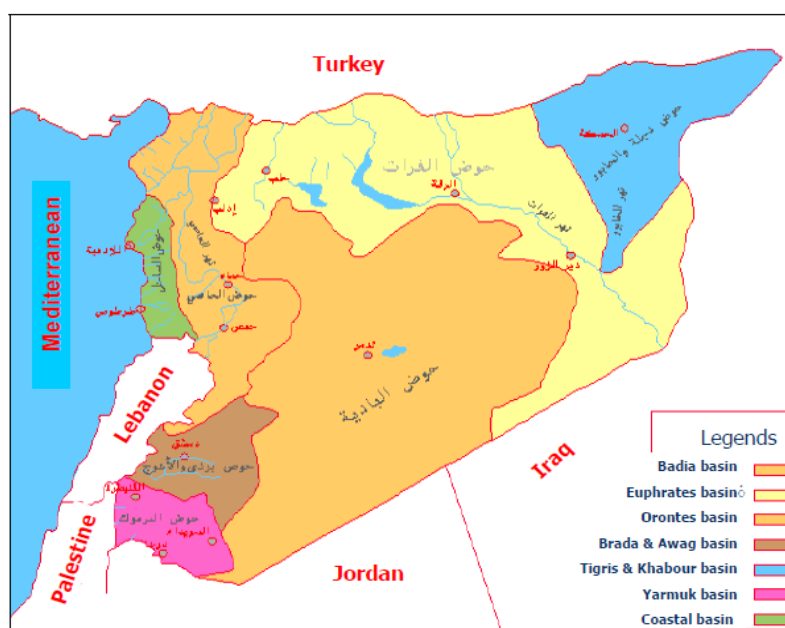 Turkey
حوض دجلة والخابور
الحسكة
نهر الخابور
حوض الفرات
حلب
الرقة
إدلب
نهر الفرات
دير الزور
Mediterranean
اللاذقية
حوض الساحل
طرطوس
نهر العاصي
حماه
حوض العاصي
حمص
تدمر
حوض البادية
Lebanon
دمشق
حوض بردى والأعوج
القنيطرة
حوض اليرموك
السويداء
درعا
Palestine
Jordan
Iraq
Legends
Badia basin
Euphrates basin
Orontes basin
Brada & Awag basin
Tigris & Khabour basin
Yarmuk basin
Coastal basin